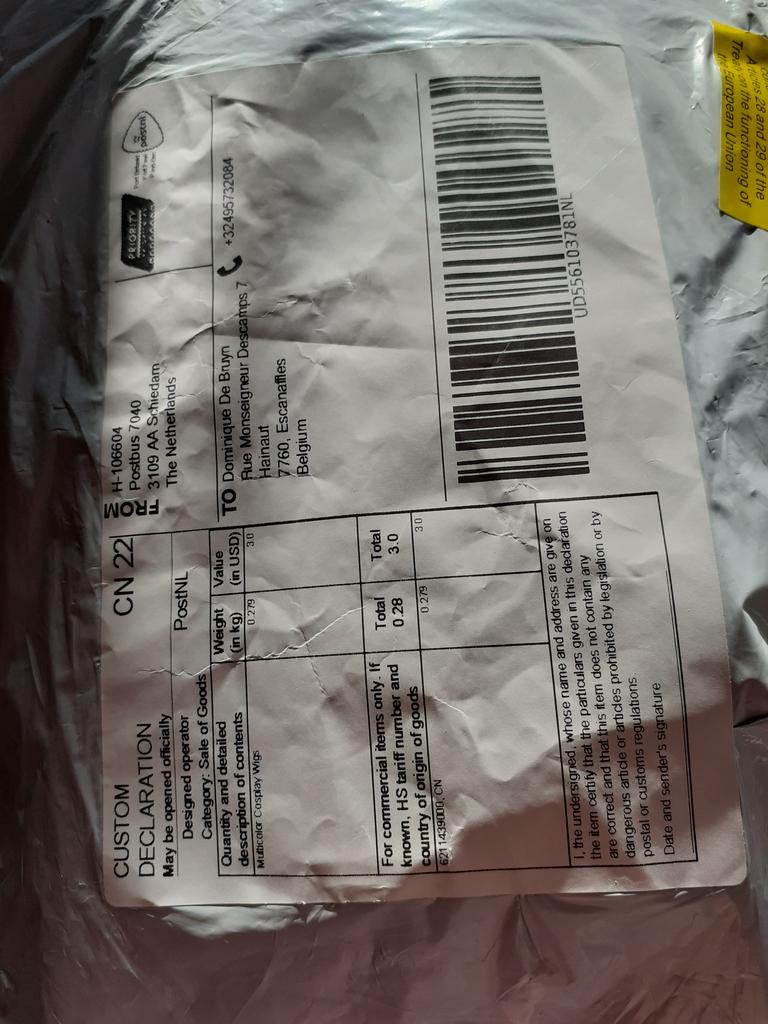 CUSTOM
DECLARATION
CN 22
May be opened officially
Designed operator
PostNL
Category: Sale of Goods
Quantity and detailed
description of contents
Weight
(in kg)
Value
(in USD)
Multicolor Cosplay Wigs
0.279
3.0
For commercial items only. If
known, HS tariff number and
country of origin of goods
Total
0.28
Total
3.0
6211439000, CN
0.279
3.0
I, the undersigned, whose name and address are give on
the item certify that the particulars given in this declaration
are correct and that this item does not contain any
dangerous article or articles prohibited by legislation or by
postal or customs regulations
Date and sender's signature
FROM
H-106604
Postbus 7040
3109 AA Schiedam
The Netherlands
PRIORITY
postnl
TO Dominique De Bruyn
Rue Monseigneur Descamps 7
Hainaut
7760, Escanaffles
Belgium
+32495732084
UD556103781NL
28 and 29 of the
on the functioning of
European Union